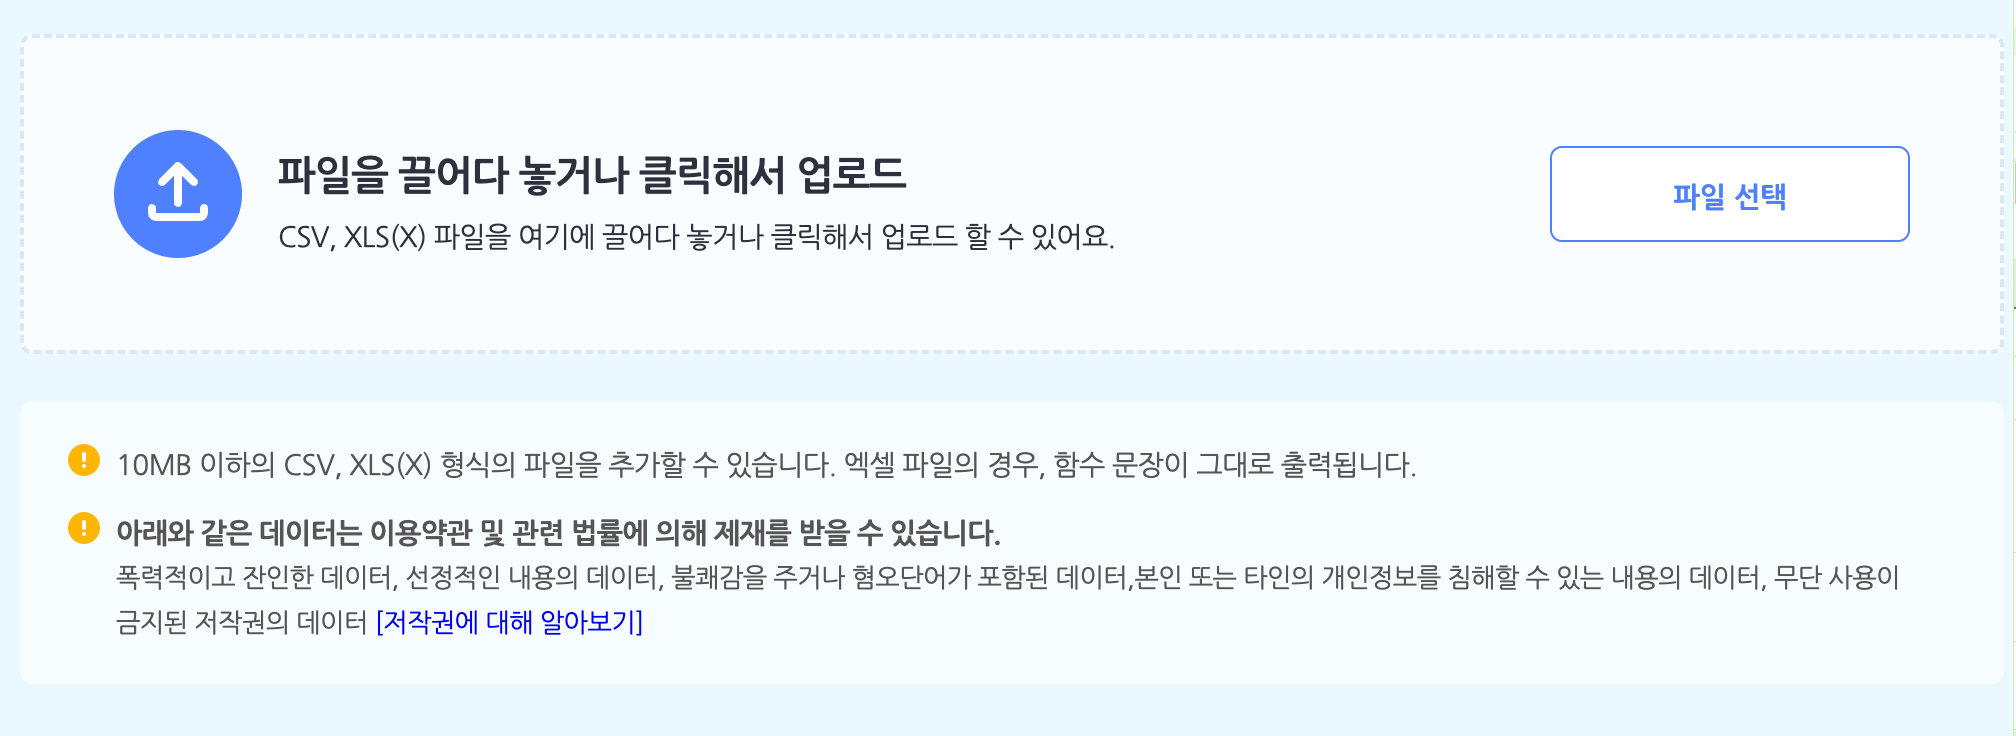 파일을 끌어다 놓거나 클릭해서 업로드
CSV, XLS(X) 파일을 여기에 끌어다 놓거나 클릭해서 업로드 할 수 있어요.
파일 선택
10MB 이하의 CSV, XLS(X) 형식의 파일을 추가할 수 있습니다. 엑셀 파일의 경우, 함수 문장이 그대로 출력됩니다.
아래와 같은 데이터는 이용약관 및 관련 법률에 의해 제재를 받을 수 있습니다.
폭력적이고 잔인한 데이터, 선정적인 내용의 데이터, 불쾌감을 주거나 혐오단어가 포함된 데이터,본인 또는 타인의 개인정보를 침해할 수 있는 내용의 데이터, 무단 사용이
금지된 저작권의 데이터 [저작권에 대해 알아보기]